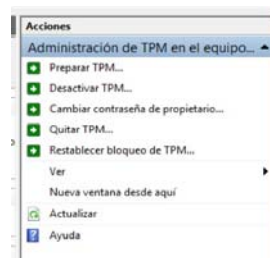 Acciones
Administración de TPM en el equipo...
Preparar TPM...
Desactivar TPM...
Cambiar contraseña de propietario...
Quitar TPM...
Restablecer bloqueo de TPM...
Ver
Nueva ventana desde aquí
Actualizar
Ayuda